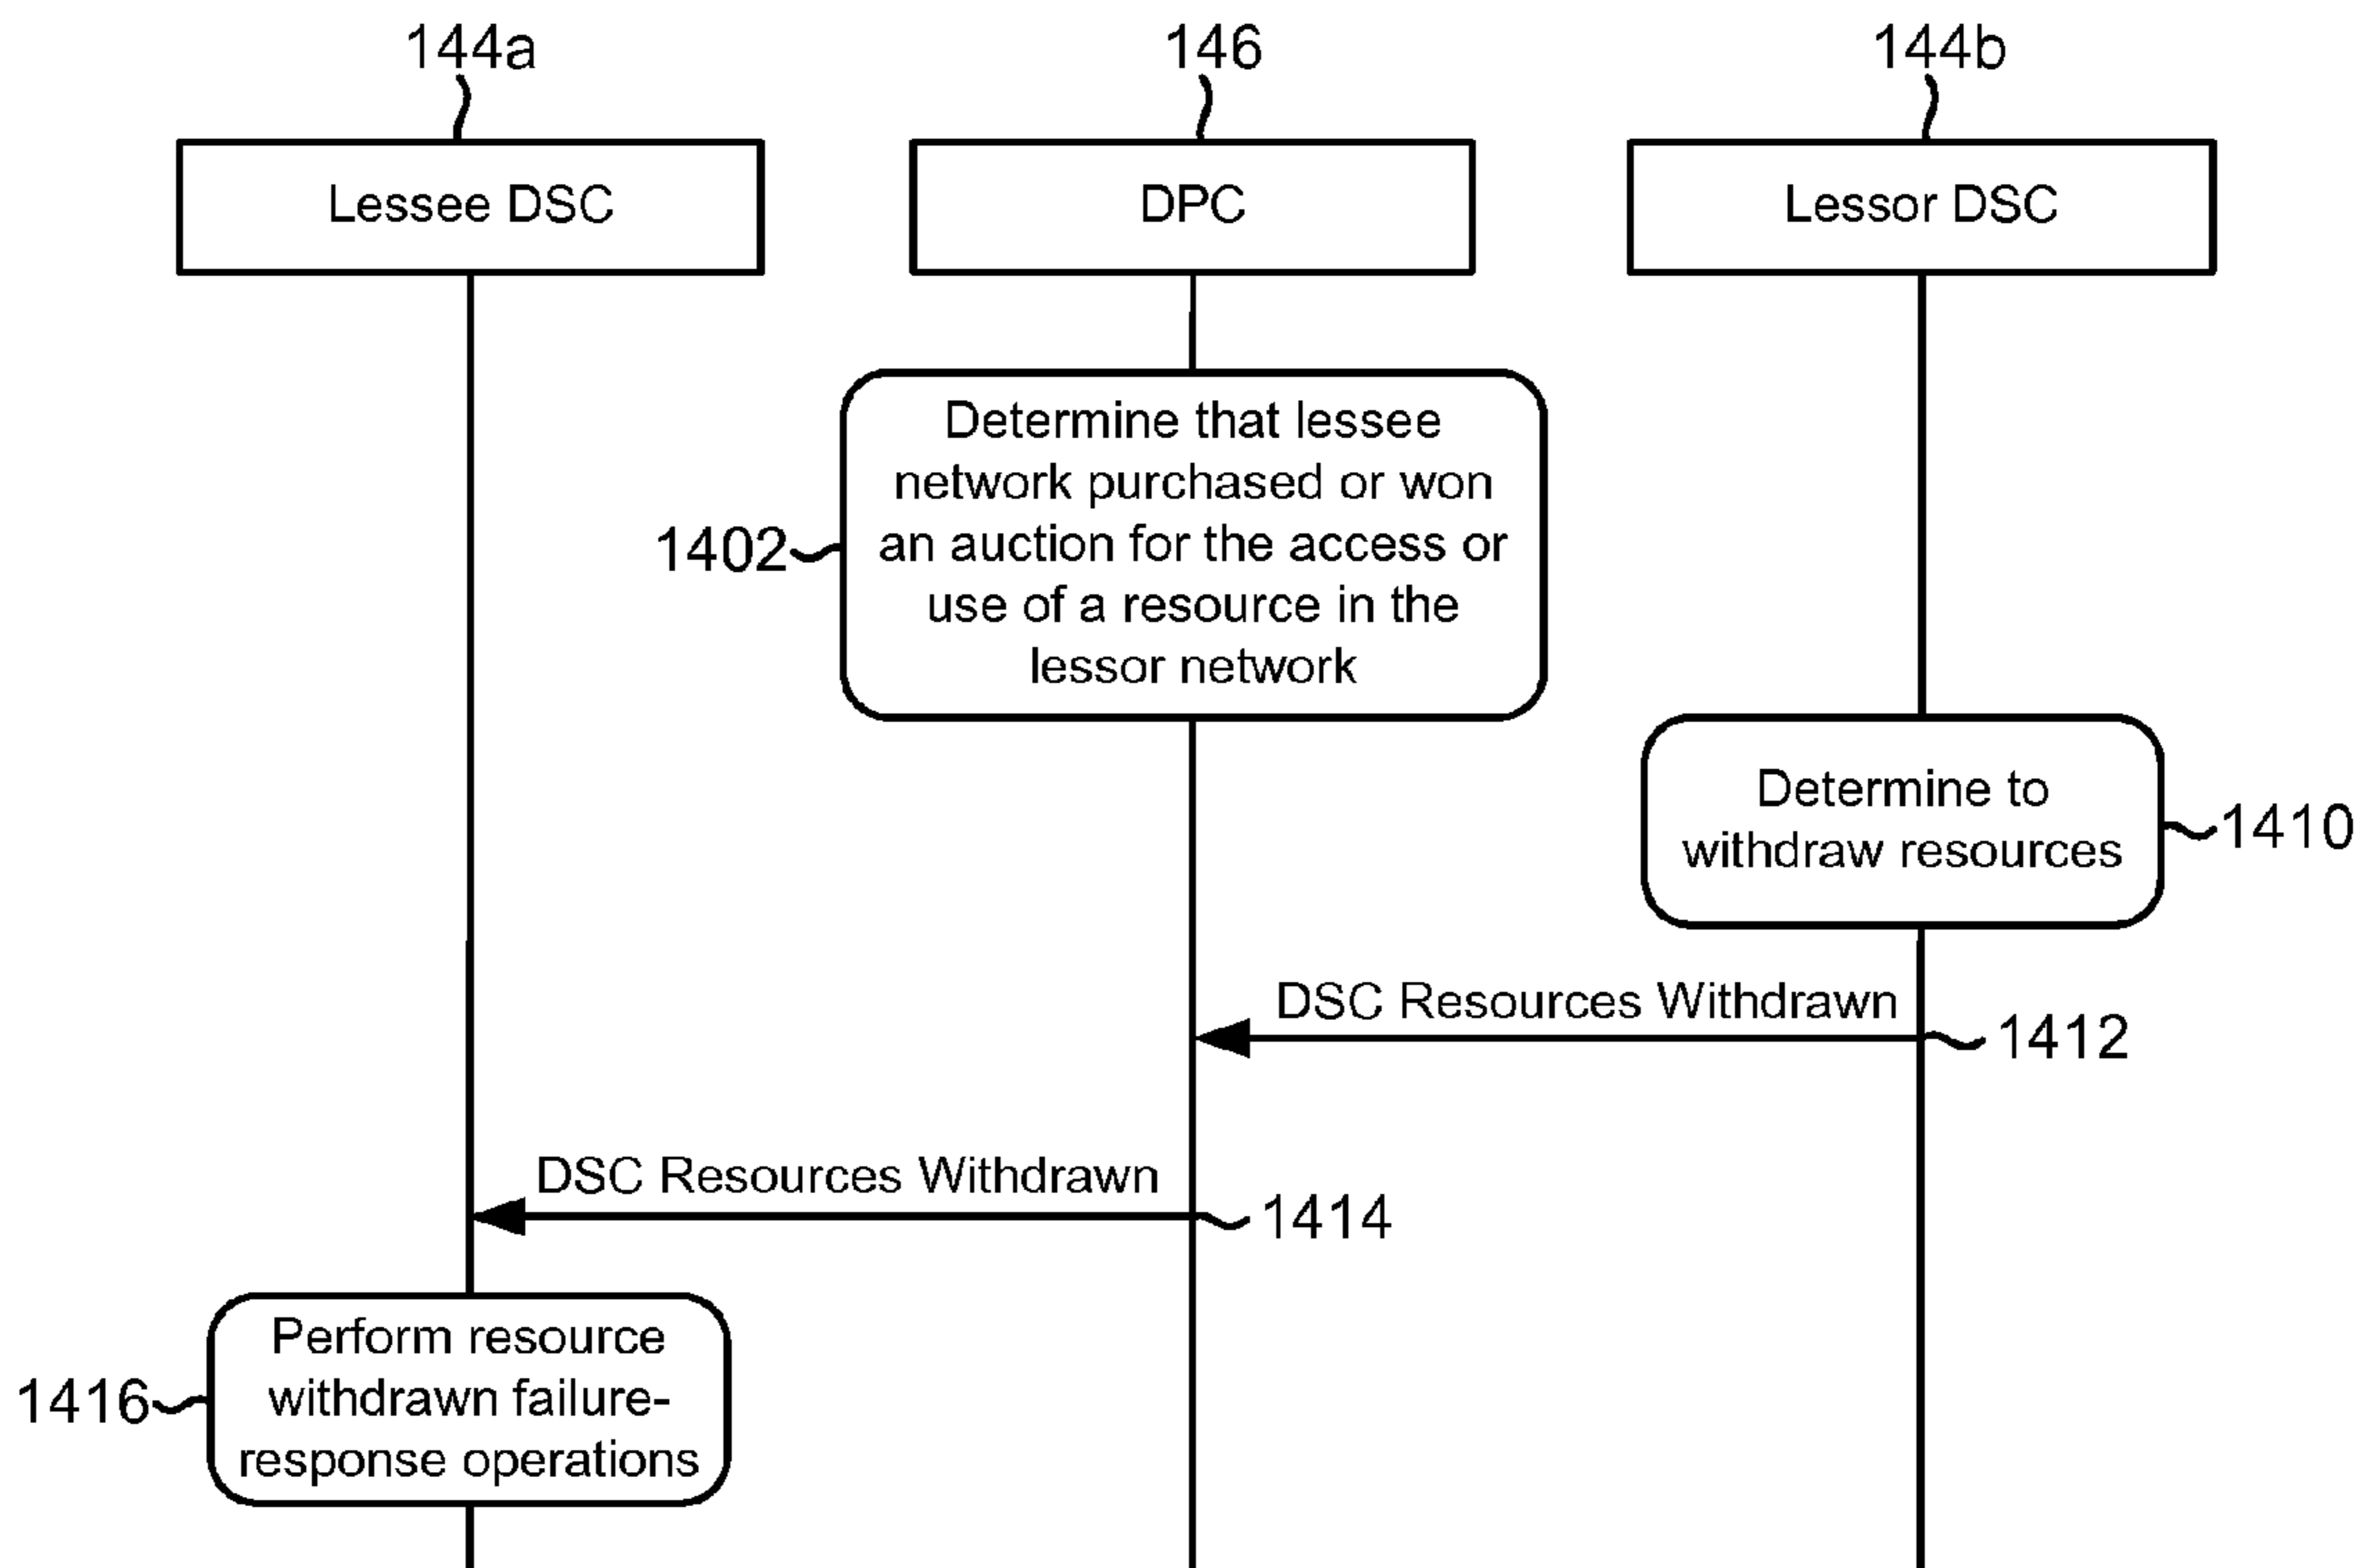 144a
146
144b
Lessee DSC
DPC
Lessor DSC
Determine that lessee
network purchased or won
an auction for the access or
use of a resource in the
lessor network
1402
Determine to
withdraw resources
1410
DSC Resources Withdrawn
1412
DSC Resources Withdrawn
1414
Perform resource
withdrawn failure-
response operations
1416